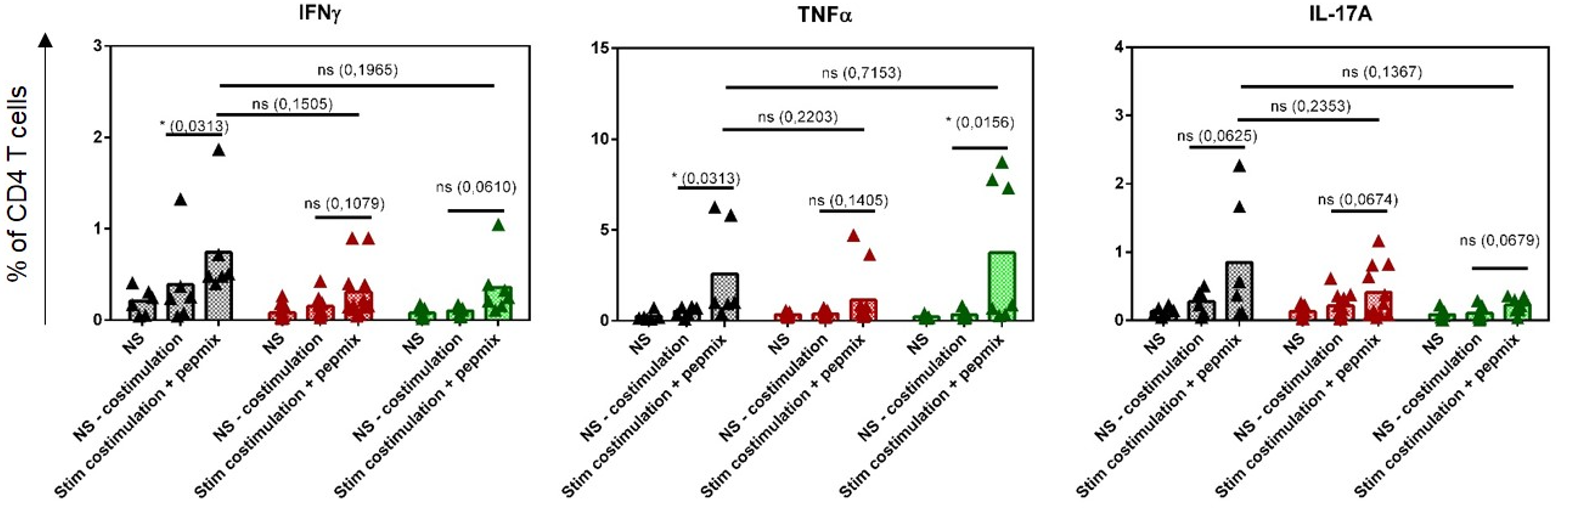 IFNγ
% of CD4 T cells
3
2
1
0
ns (0,1965)
ns (0,1505)
* (0,0313)
ns (0,1079)
ns (0,0610)
NS
NS - costimulation
Stim costimulation + pepmix
NS
NS - costimulation
Stim costimulation + pepmix
NS
NS - costimulation
Stim costimulation + pepmix
TNFα
15
10
5
0
ns (0,7153)
ns (0,2203)
* (0,0156)
* (0,0313)
ns (0,1405)
NS
NS - costimulation
Stim costimulation + pepmix
NS
NS - costimulation
Stim costimulation + pepmix
NS
NS - costimulation
Stim costimulation + pepmix
IL-17A
4
3
2
1
0
ns (0,1367)
ns (0,2353)
ns (0,0625)
ns (0,0674)
ns (0,0679)
NS
NS - costimulation
Stim costimulation + pepmix
NS
NS - costimulation
Stim costimulation + pepmix
NS
NS - costimulation
Stim costimulation + pepmix